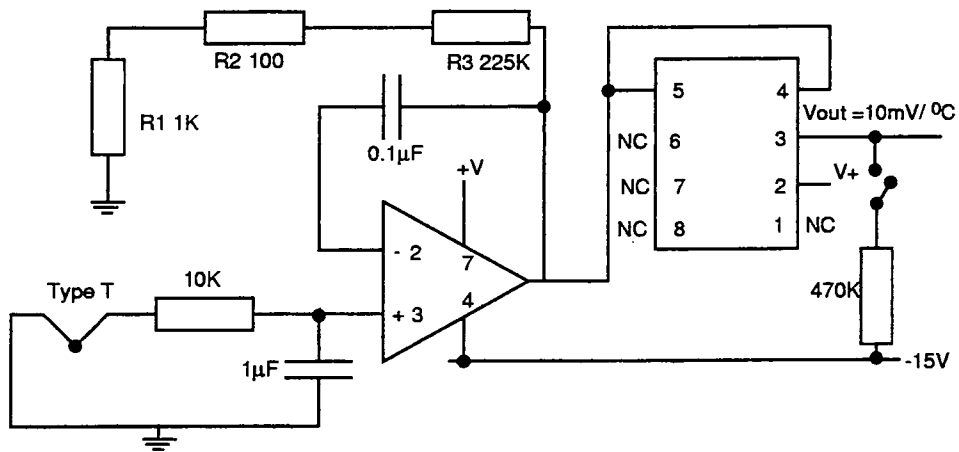 R2 100
R3 225K
R1 1K
0.1µF
+V
5
4
Vout =10mV/ ⁰C
NC 6
3
V+
NC 7
2
NC 8
1 NC
- 2
7
Type T
10K
+ 3
4
470K
1µF
-15V